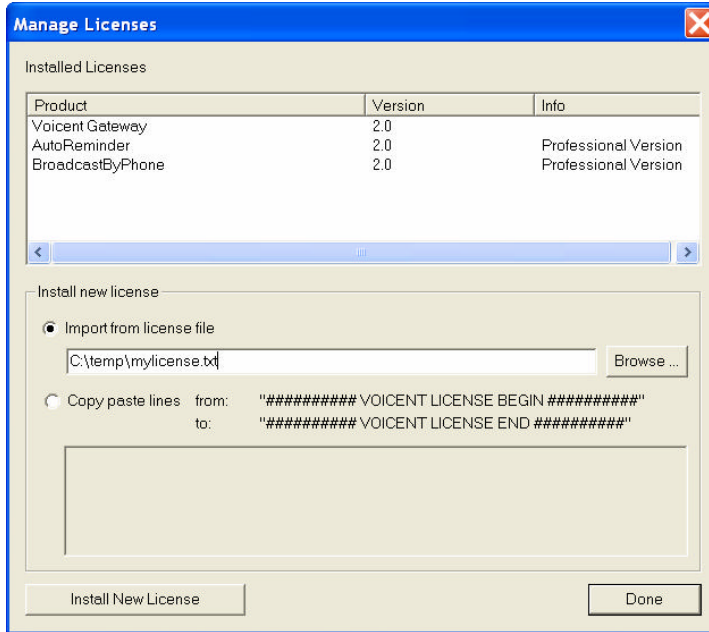 Manage Licenses
Installed Licenses
Product Version Info
Voicent Gateway 2.0
AutoReminder 2.0 Professional Version
BroadcastByPhone 2.0 Professional Version
Install new license
Import from license file
C:\temp\mylicense.txt
Browse ...
Copy paste lines from: "########## VOICENT LICENSE BEGIN ##########"
to: "########## VOICENT LICENSE END ##########"
Install New License Done